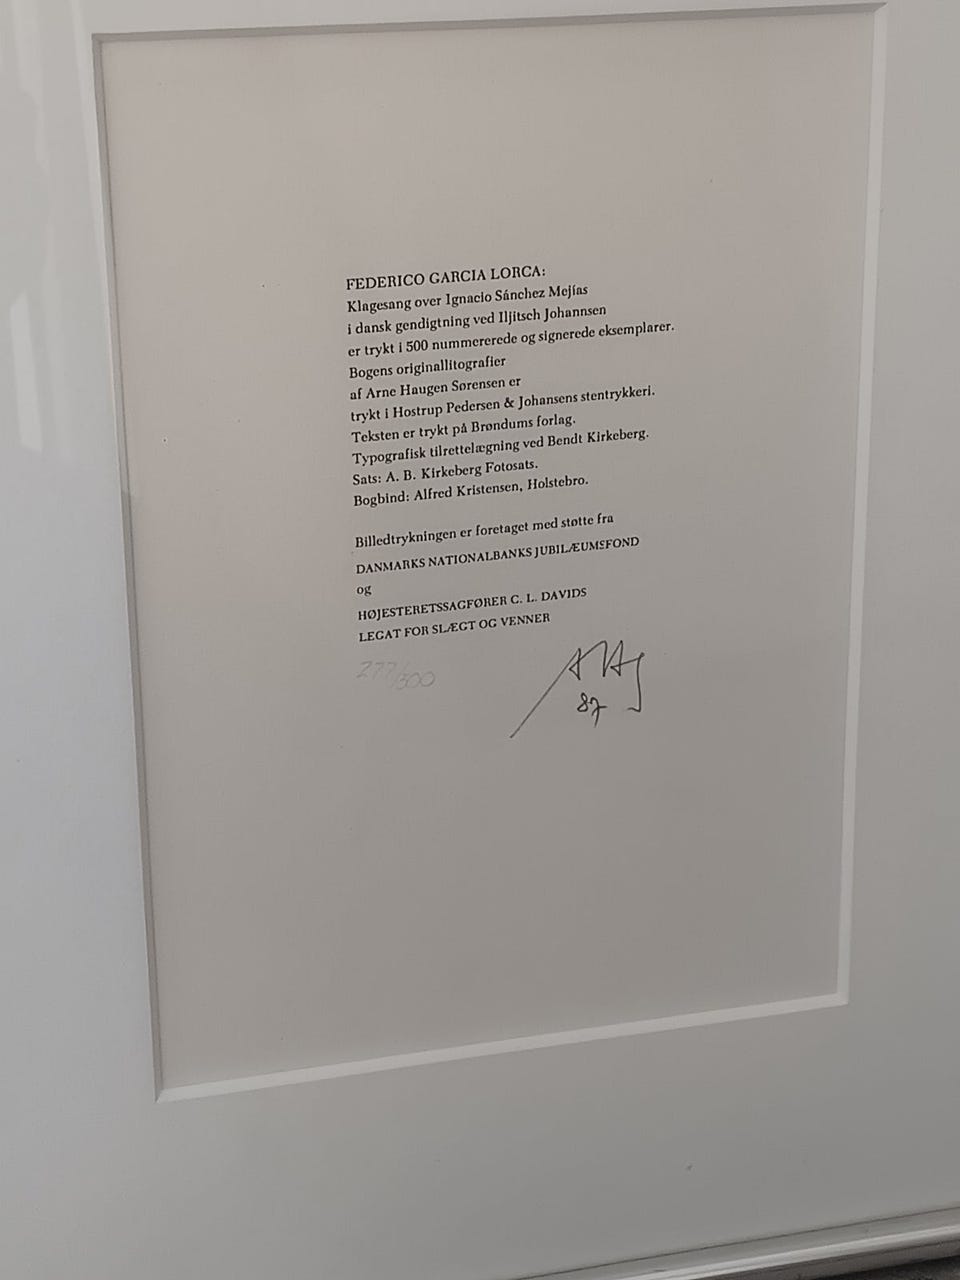 FEDERICO GARCIA LORCA:
Klagesang over Ignacio Sánchez Mejías
i dansk gendigtning ved Iljitsch Johannsen
er trykt i 500 nummererede og signerede eksemplarer.
Bogens originallitografier
af Arne Haugen Sørensen er
trykt i Hostrup Pedersen & Johansens stentrykkeri.
Teksten er trykt på Brøndums forlag.
Typografisk tilrettelægning ved Bendt Kirkeberg.
Sats: A. B. Kirkeberg Fotosats.
Bogbind: Alfred Kristensen, Holstebro.
Billedtrykningen er foretaget med støtte fra
DANMARKS NATIONALBANKS JUBILÆUMSFOND
og
HØJESTERETSSAGFØRER C. L. DAVIDS
LEGAT FOR SLÆGT OG VENNER
277/500
87